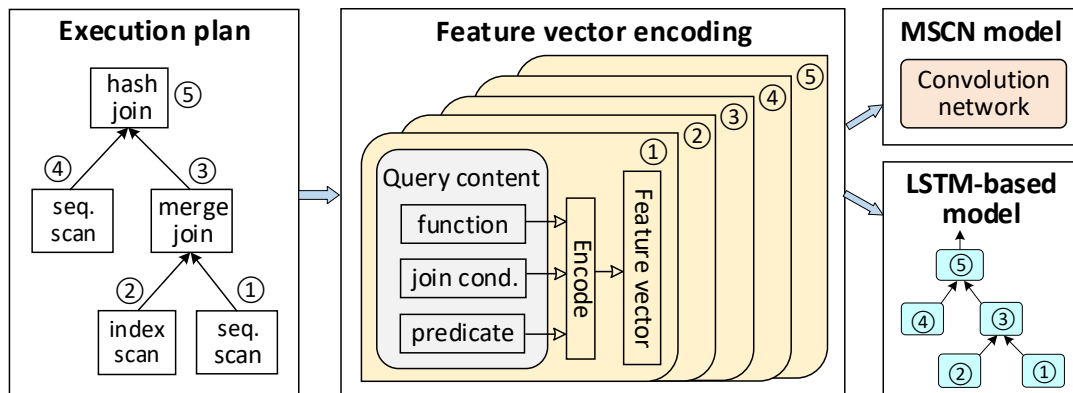 Execution plan
hash
join
⑤
④
③
seq.
scan
merge
join
②
①
index
scan
seq.
scan
Feature vector encoding
⑤
④
③
②
①
Query content
function
join cond.
predicate
Encode
Feature vector
MSCN model
Convolution
network
LSTM-based
model
⑤
④
③
②
①